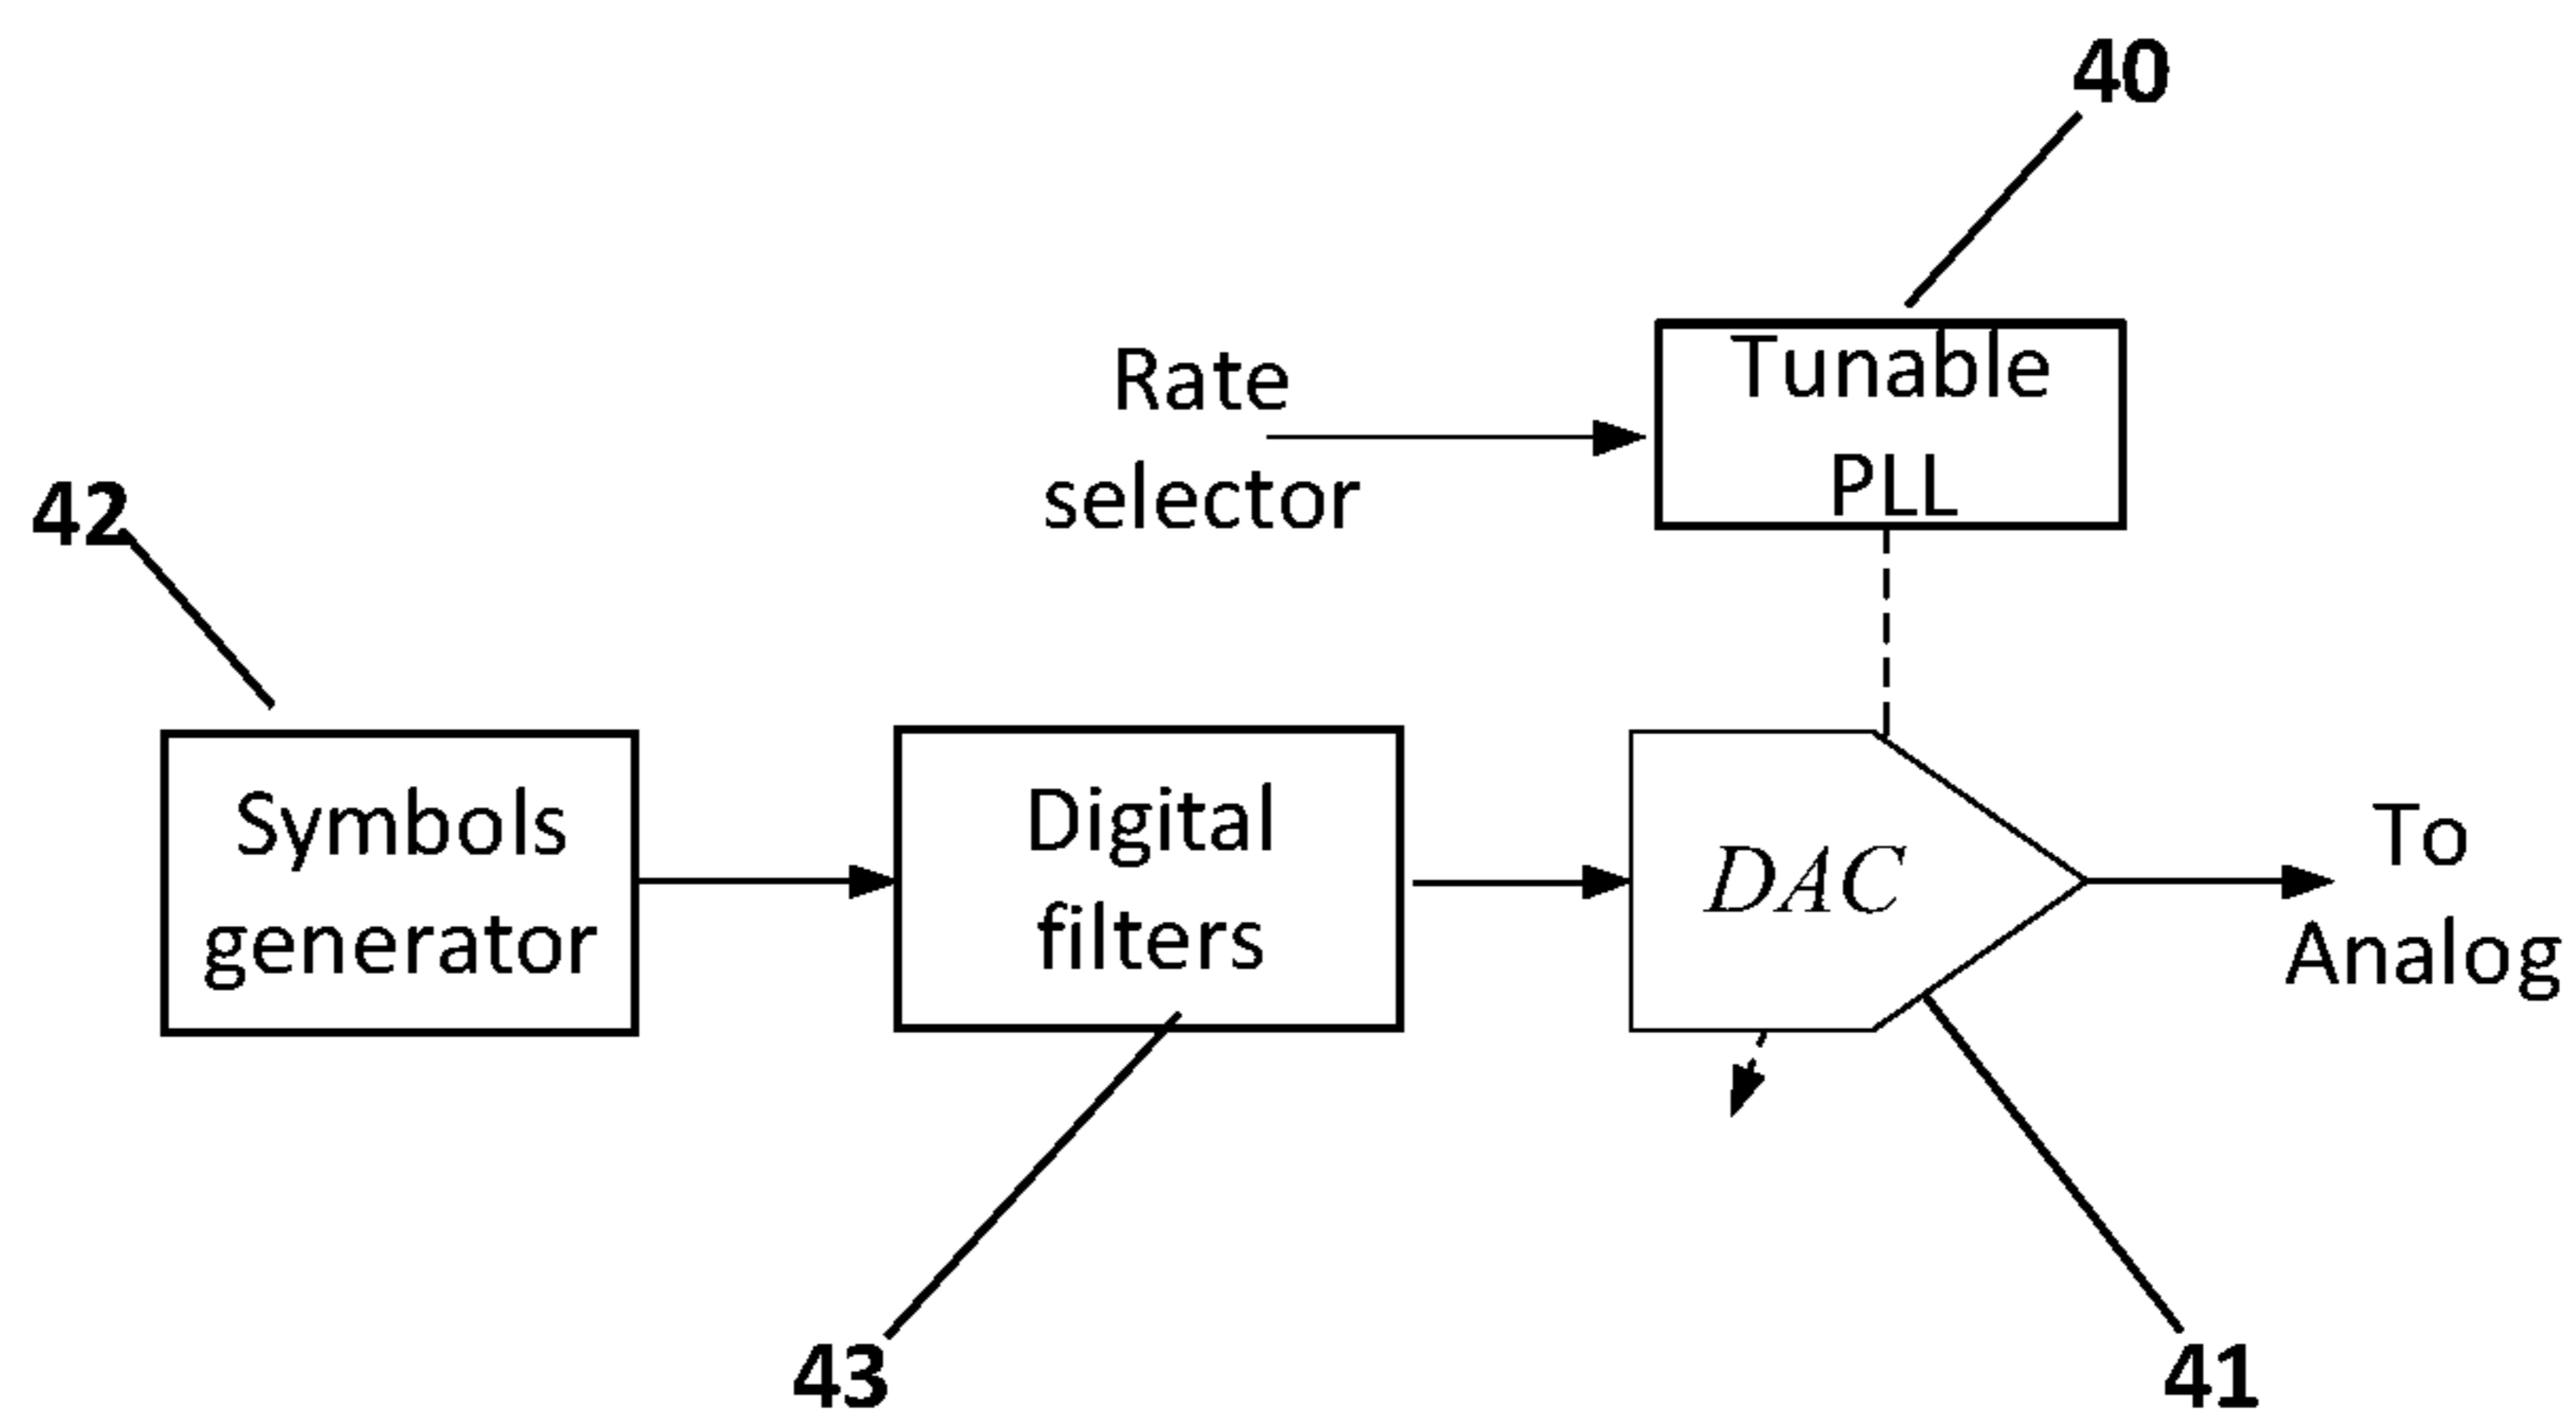 40
Rate
selector
Tunable
PLL
42
Symbols
generator
Digital
filters
DAC
To
Analog
43
41